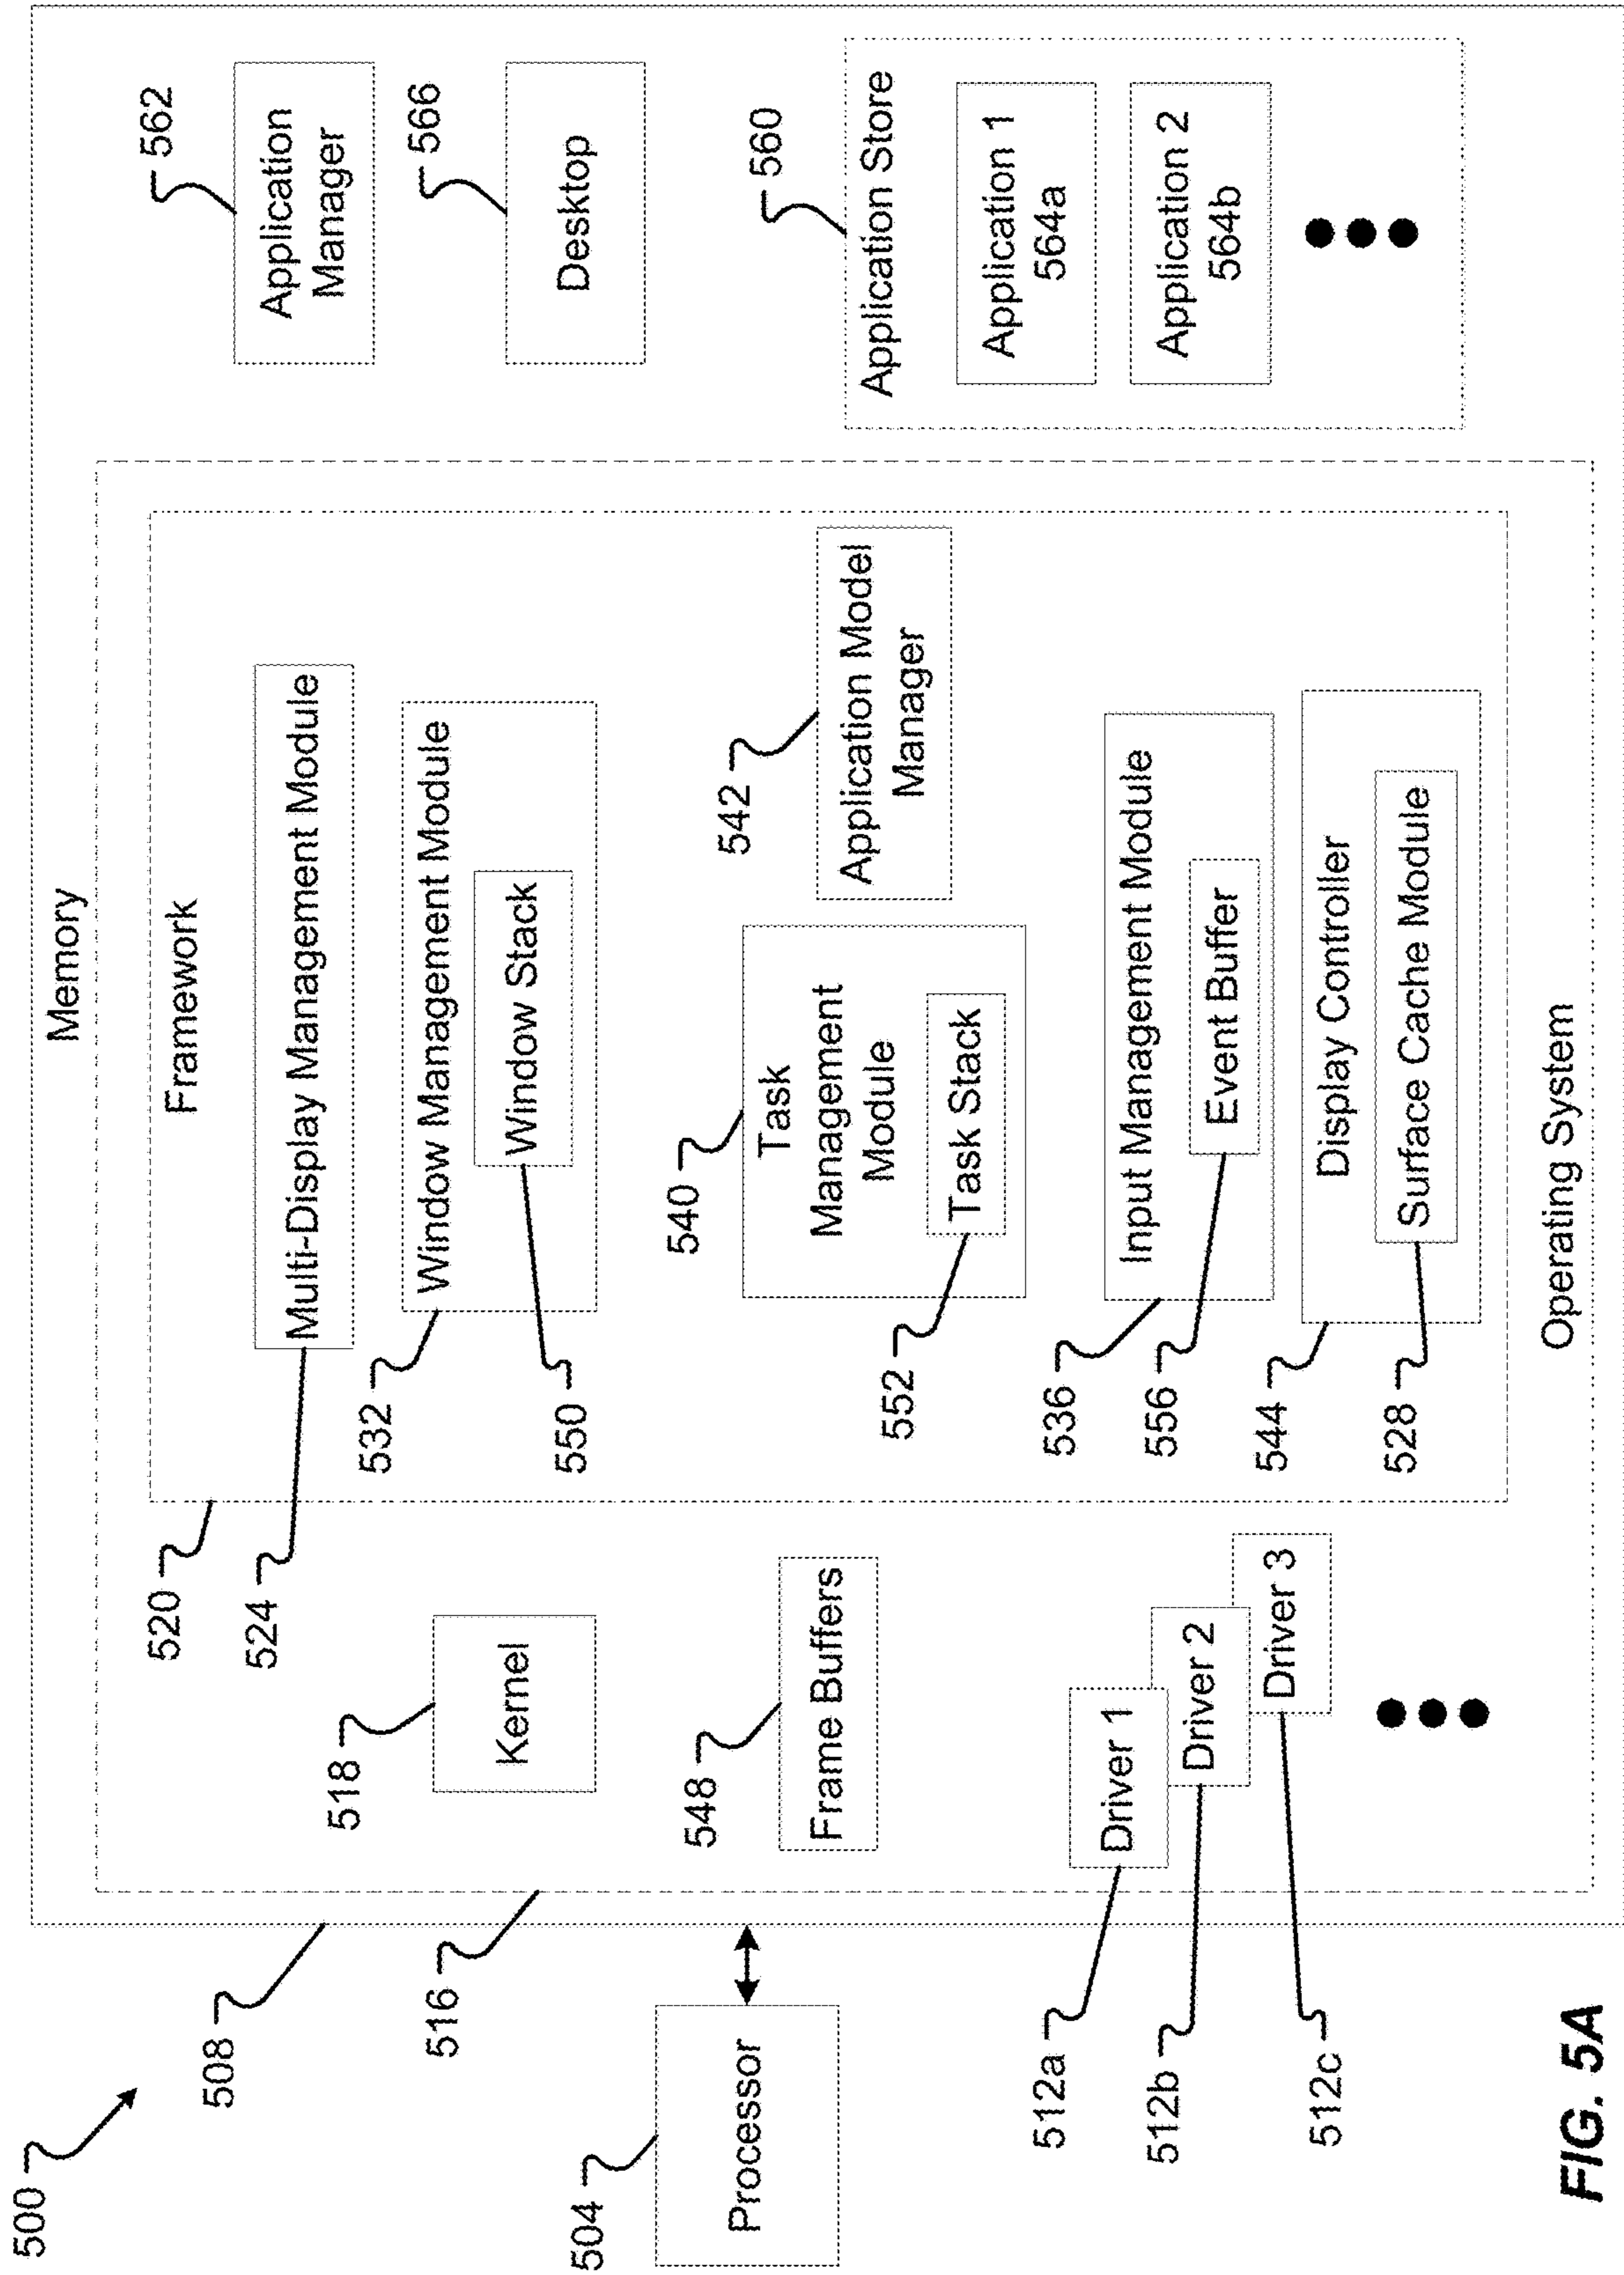 500
508
Memory
516
520
Framework
562
Application
Manager
524
Multi-Display Management Module
518
Kernel
532
Window Management Module
550
Window Stack
566
Desktop
504
Processor
548
Frame Buffers
540
Task
Management
Module
552
Task Stack
542
Application Model
Manager
560
Application Store
Application 1
564a
Application 2
564b
512a
Driver 1
512b
Driver 2
512c
Driver 3
536
Input Management Module
556
Event Buffer
544
Display Controller
528
Surface Cache Module
Operating System
FIG. 5A